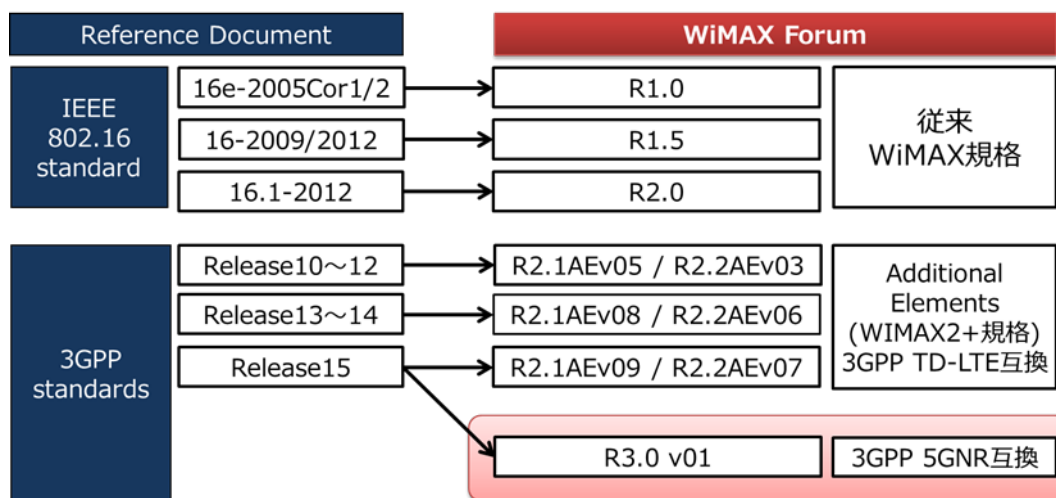 Reference Document
WiMAX Forum
IEEE
802.16
standard
16e-2005Cor1/2
R1.0
16-2009/2012
R1.5
16.1-2012
R2.0
従来
WiMAX規格
3GPP
standards
Release10～12
R2.1AEv05 / R2.2AEv03
Release13～14
R2.1AEv08 / R2.2AEv06
Release15
R2.1AEv09 / R2.2AEv07
Additional
Elements
(WIMAX2+規格)
3GPP TD-LTE互換
R3.0 v01
3GPP 5GNR互換